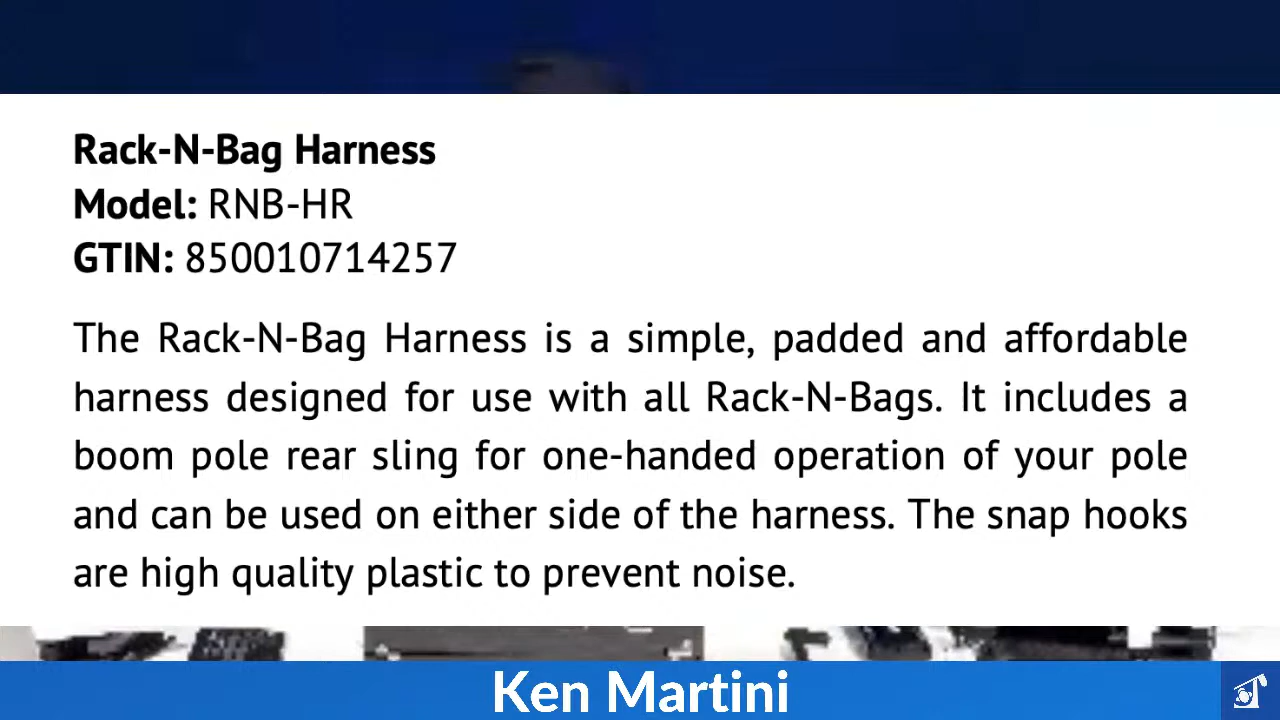 Rack-N-Bag Harness
Model: RNB-HR
GTIN: 850010714257
The Rack-N-Bag Harness is a simple, padded and affordable
harness designed for use with all Rack-N-Bags. It includes a
boom pole rear sling for one-handed operation of your pole
and can be used on either side of the harness. The snap hooks
are high quality plastic to prevent noise.
Ken Martini